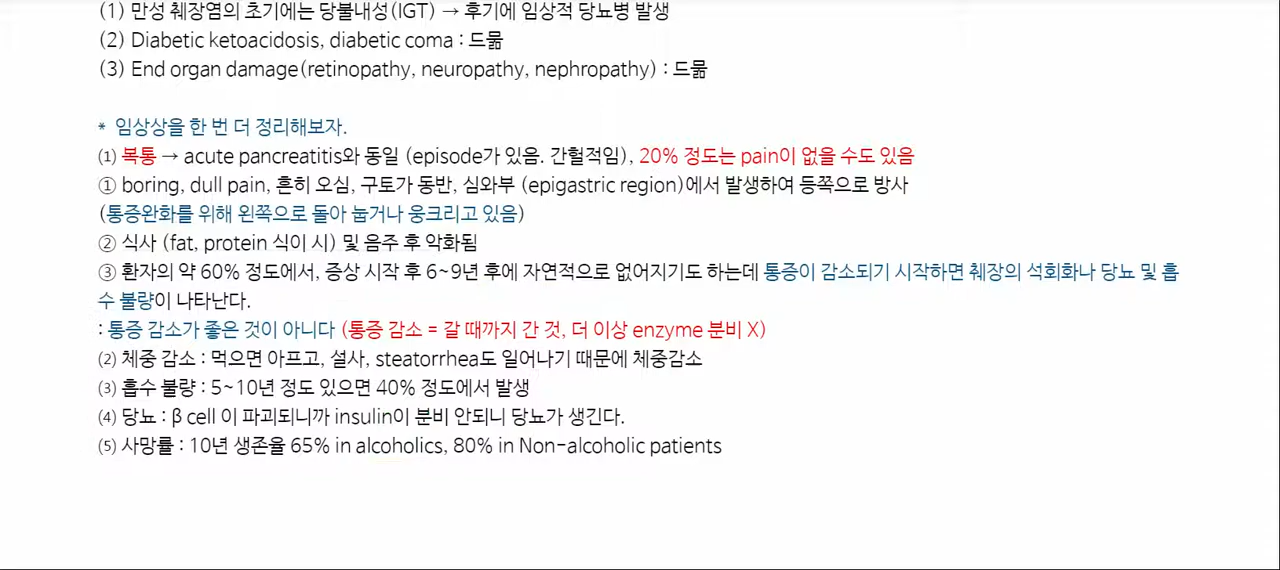 (1) 만성 췌장염의 초기에는 당불내성(IGT) → 후기에 임상적 당뇨병 발생
(2) Diabetic ketoacidosis, diabetic coma : 드묾
(3) End organ damage(retinopathy, neuropathy, nephropathy) : 드묾
* 임상상을 한 번 더 정리해보자.
⑴ 복통 → acute pancreatitis와 동일 (episode가 있음. 간헐적임), 20% 정도는 pain이 없을 수도 있음
① boring, dull pain, 흔히 오심, 구토가 동반, 심와부 (epigastric region)에서 발생하여 등쪽으로 방사
(통증완화를 위해 왼쪽으로 돌아 눕거나 웅크리고 있음)
② 식사 (fat, protein 식이 시) 및 음주 후 악화됨
③ 환자의 약 60% 정도에서, 증상 시작 후 6~9년 후에 자연적으로 없어지기도 하는데 통증이 감소되기 시작하면 췌장의 석회화나 당뇨 및 흡
수 불량이 나타난다.
: 통증 감소가 좋은 것이 아니다 (통증 감소 = 갈 때까지 간 것, 더 이상 enzyme 분비 X)
⑵ 체중 감소 : 먹으면 아프고, 설사, steatorrhea도 일어나기 때문에 체중감소
⑶ 흡수 불량 : 5~10년 정도 있으면 40% 정도에서 발생
⑷ 당뇨 : β cell 이 파괴되니까 insulin이 분비 안되니 당뇨가 생긴다.
⑸ 사망률 : 10년 생존율 65% in alcoholics, 80% in Non-alcoholic patients